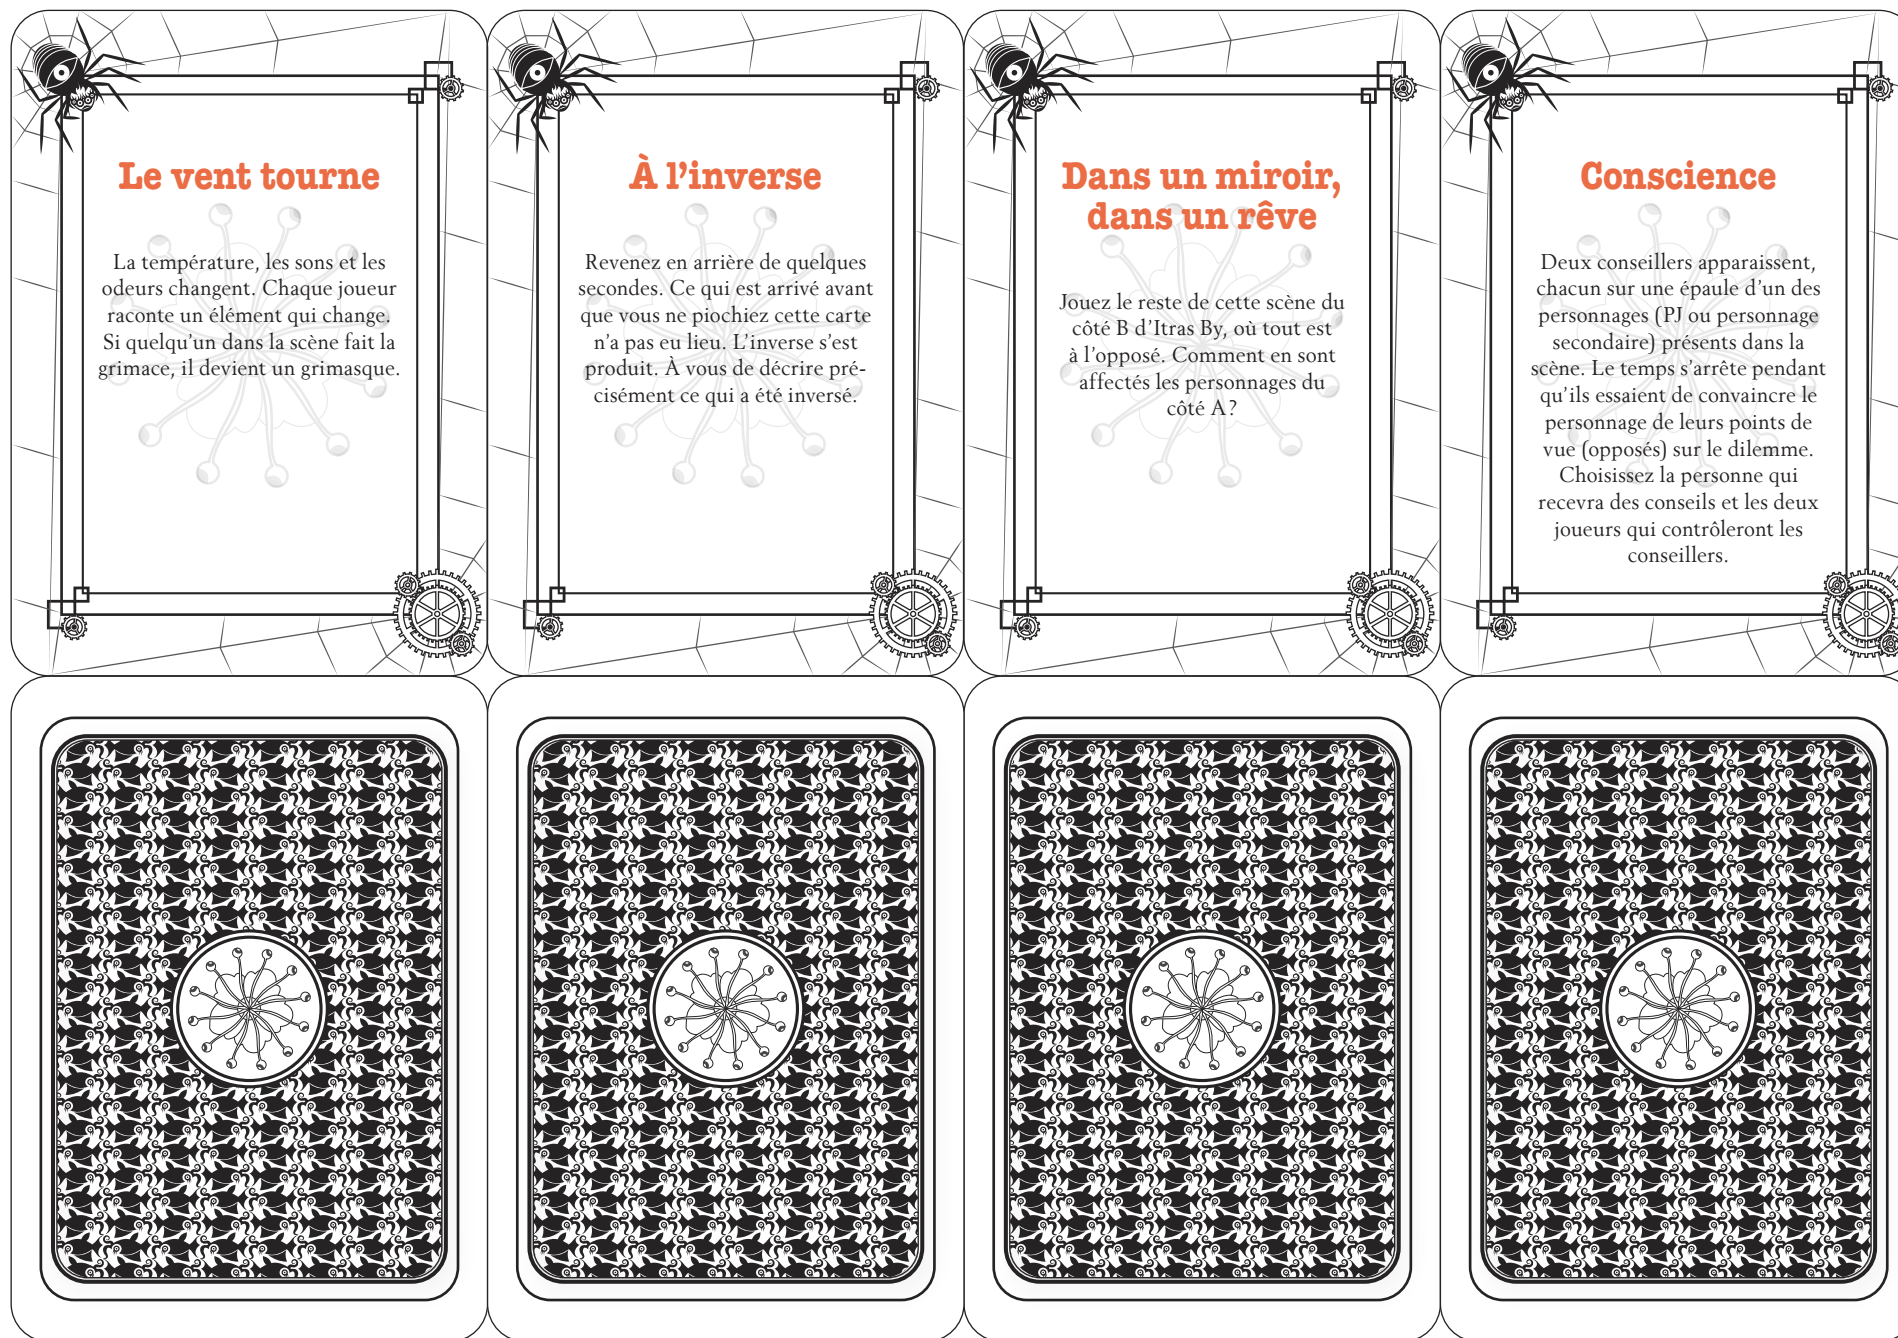 Le vent tourne
La température, les sons et les
odeurs changent. Chaque joueur
raconte un élément qui change.
Si quelqu’un dans la scène fait la
grimace, il devient un grimasque.
À l’inverse
Revenez en arrière de quelques
secondes. Ce qui est arrivé avant
que vous ne piochiez cette carte
n’a pas eu lieu. L’inverse s’est
produit. À vous de décrire pré-
cisément ce qui a été inversé.
Dans un miroir,
dans un rêve
Jouez le reste de cette scène du
côté B d’Itras By, où tout est
à l’opposé. Comment en sont
affectés les personnages du
côté A ?
Conscience
Deux conseillers apparaissent,
chacun sur une épaule d’un des
personnages (PJ ou personnage
secondaire) présents dans la
scène. Le temps s’arrête pendant
qu’ils essaient de convaincre le
personnage de leurs points de
vue (opposés) sur le dilemme.
Choisissez la personne qui
recevra des conseils et les deux
joueurs qui contrôleront les
conseillers.